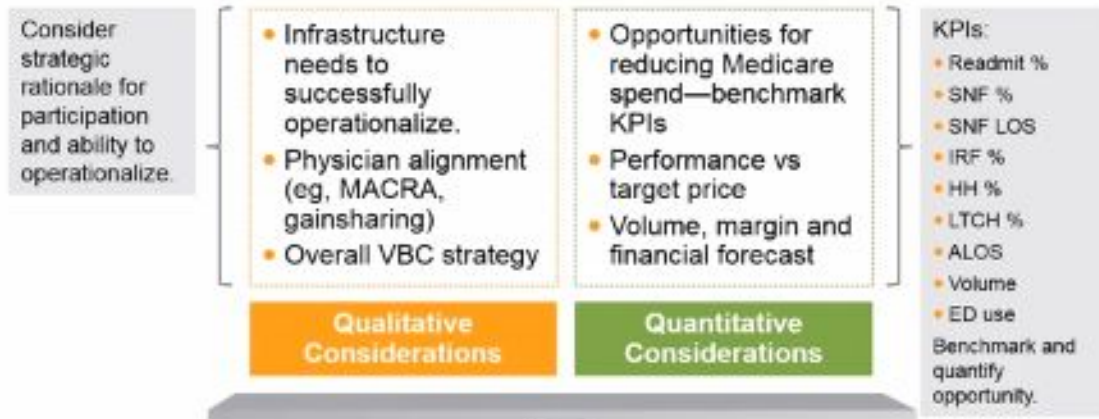 Consider
strategic
rationale for
participation
and ability to
operationalize.
• Infrastructure
needs to
successfully
operationalize.
• Physician alignment
(eg, MACRA,
gainsharing)
• Overall VBC strategy
Qualitative
Considerations
• Opportunities for
reducing Medicare
spend—benchmark
KPIs
• Performance vs
target price
• Volume, margin and
financial forecast
Quantitative
Considerations
KPIs:
• Readmit %
• SNF %
• SNF LOS
• IRF %
• HH %
• LTCH %
• ALOS
• Volume
• ED use
Benchmark and
quantify
opportunity.